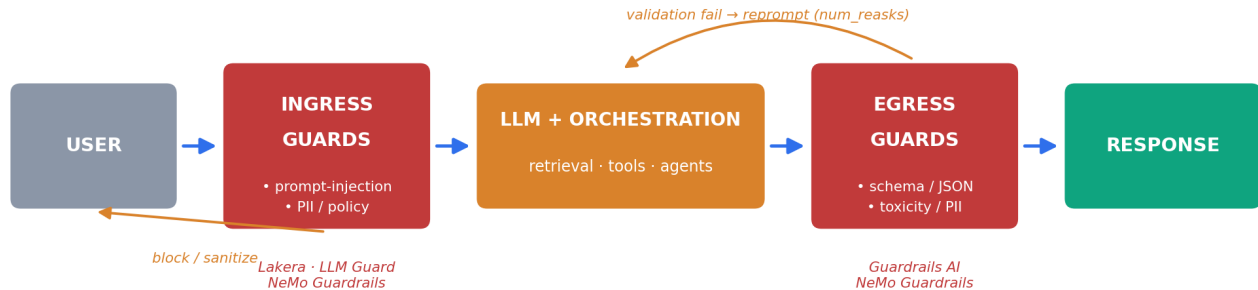 validation fail → reprompt (num_reasks)
USER
INGRESS
GUARDS
• prompt-injection
• PII / policy
LLM + ORCHESTRATION
retrieval · tools · agents
EGRESS
GUARDS
• schema / JSON
• toxicity / PII
RESPONSE
block / sanitize
Lakera · LLM Guard
NeMo Guardrails
Guardrails AI
NeMo Guardrails